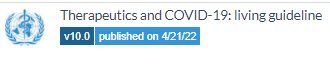 Therapeutics and COVID-19: living guideline
v10.0 published on 4/21/22